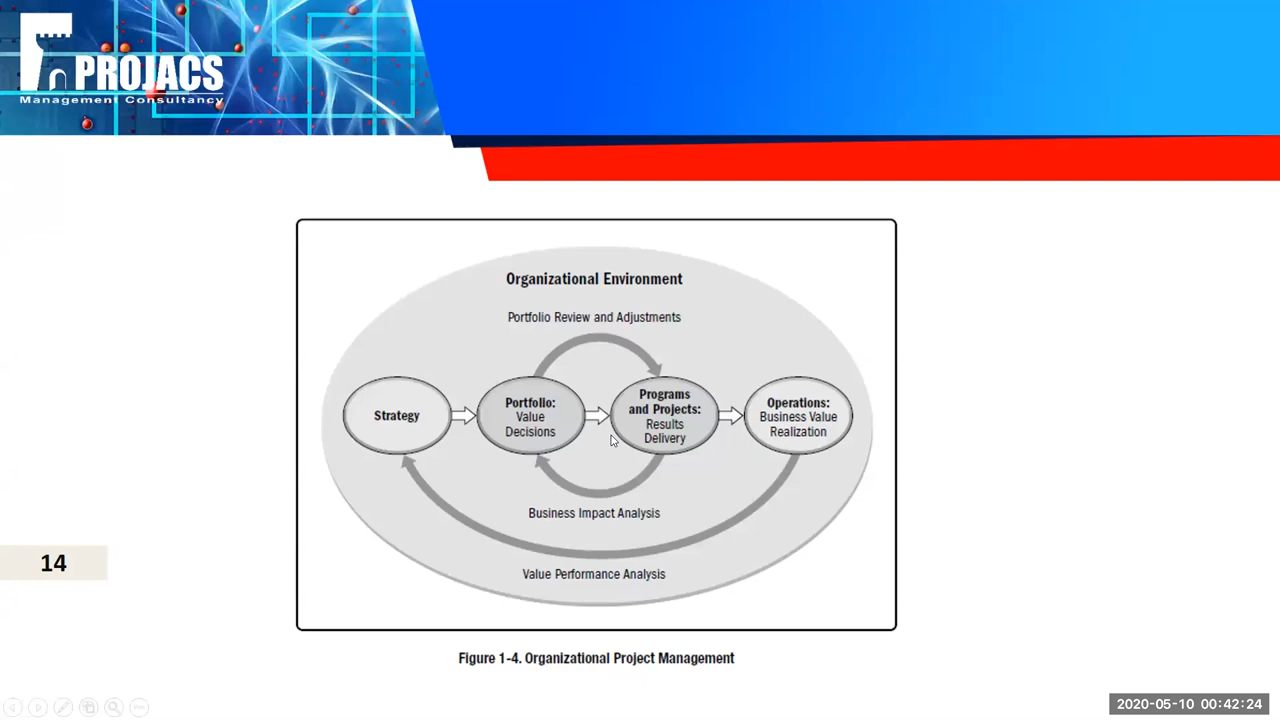 PROJACS
Management Consultancy
Organizational Environment
Portfolio Review and Adjustments
Strategy
Portfolio:
Value
Decisions
Programs
and Projects:
Results
Delivery
Operations:
Business Value
Realization
Business Impact Analysis
Value Performance Analysis
14
Figure 1-4. Organizational Project Management
2020-05-10 00:42:24